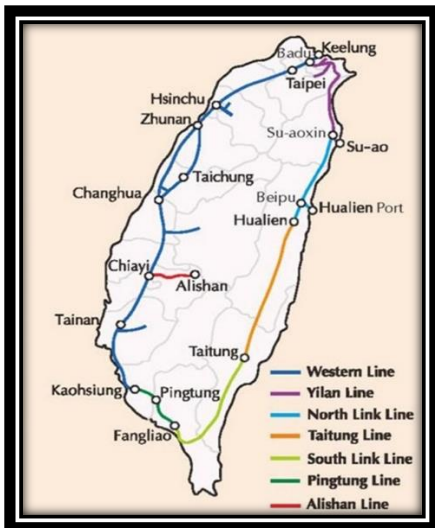 Badu Keelung
Taipei
Hsinchu
Zhunan
Su-aoxin
Su-ao
Taichung
Changhua
Beipu
Hualien Port
Hualien
Chiayi
Alishan
Tainan
Taitung
Kaohsiung
Pingtung
Fangliao
Western Line
Yilan Line
North Link Line
Taitung Line
South Link Line
Pingtung Line
Alishan Line